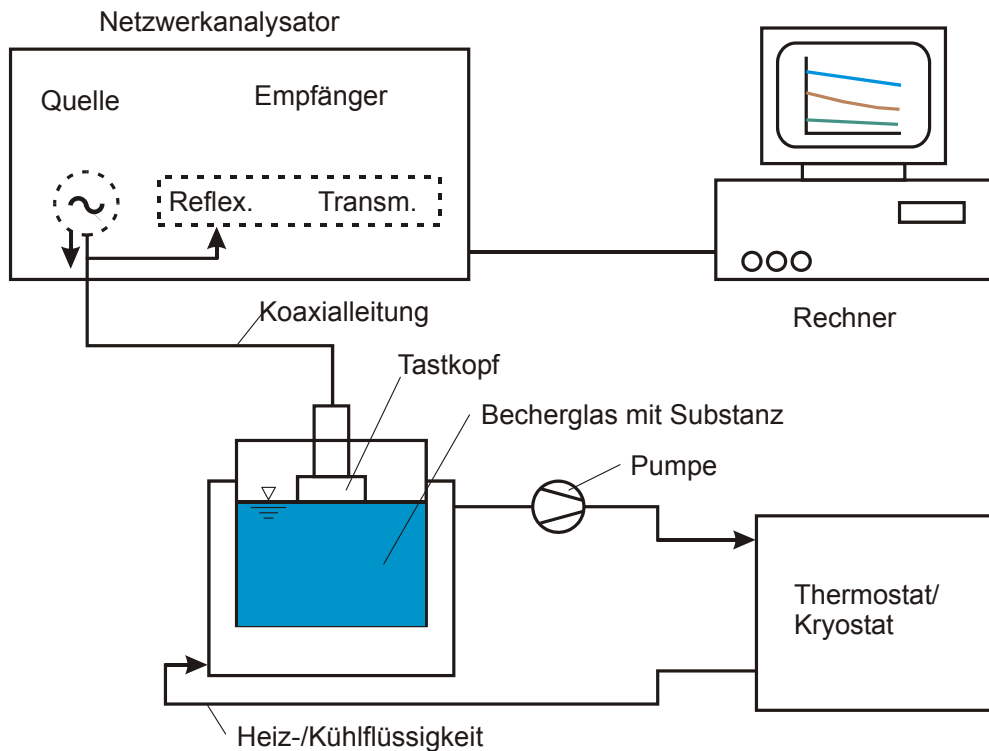 Netzwerkanalysator
Quelle
Empfänger
Reflex.
Transm.
Koaxialleitung
Rechner
Tastkopf
Becherglas mit Substanz
Pumpe
Thermostat/
Kryostat
Heiz-/Kühlflüssigkeit